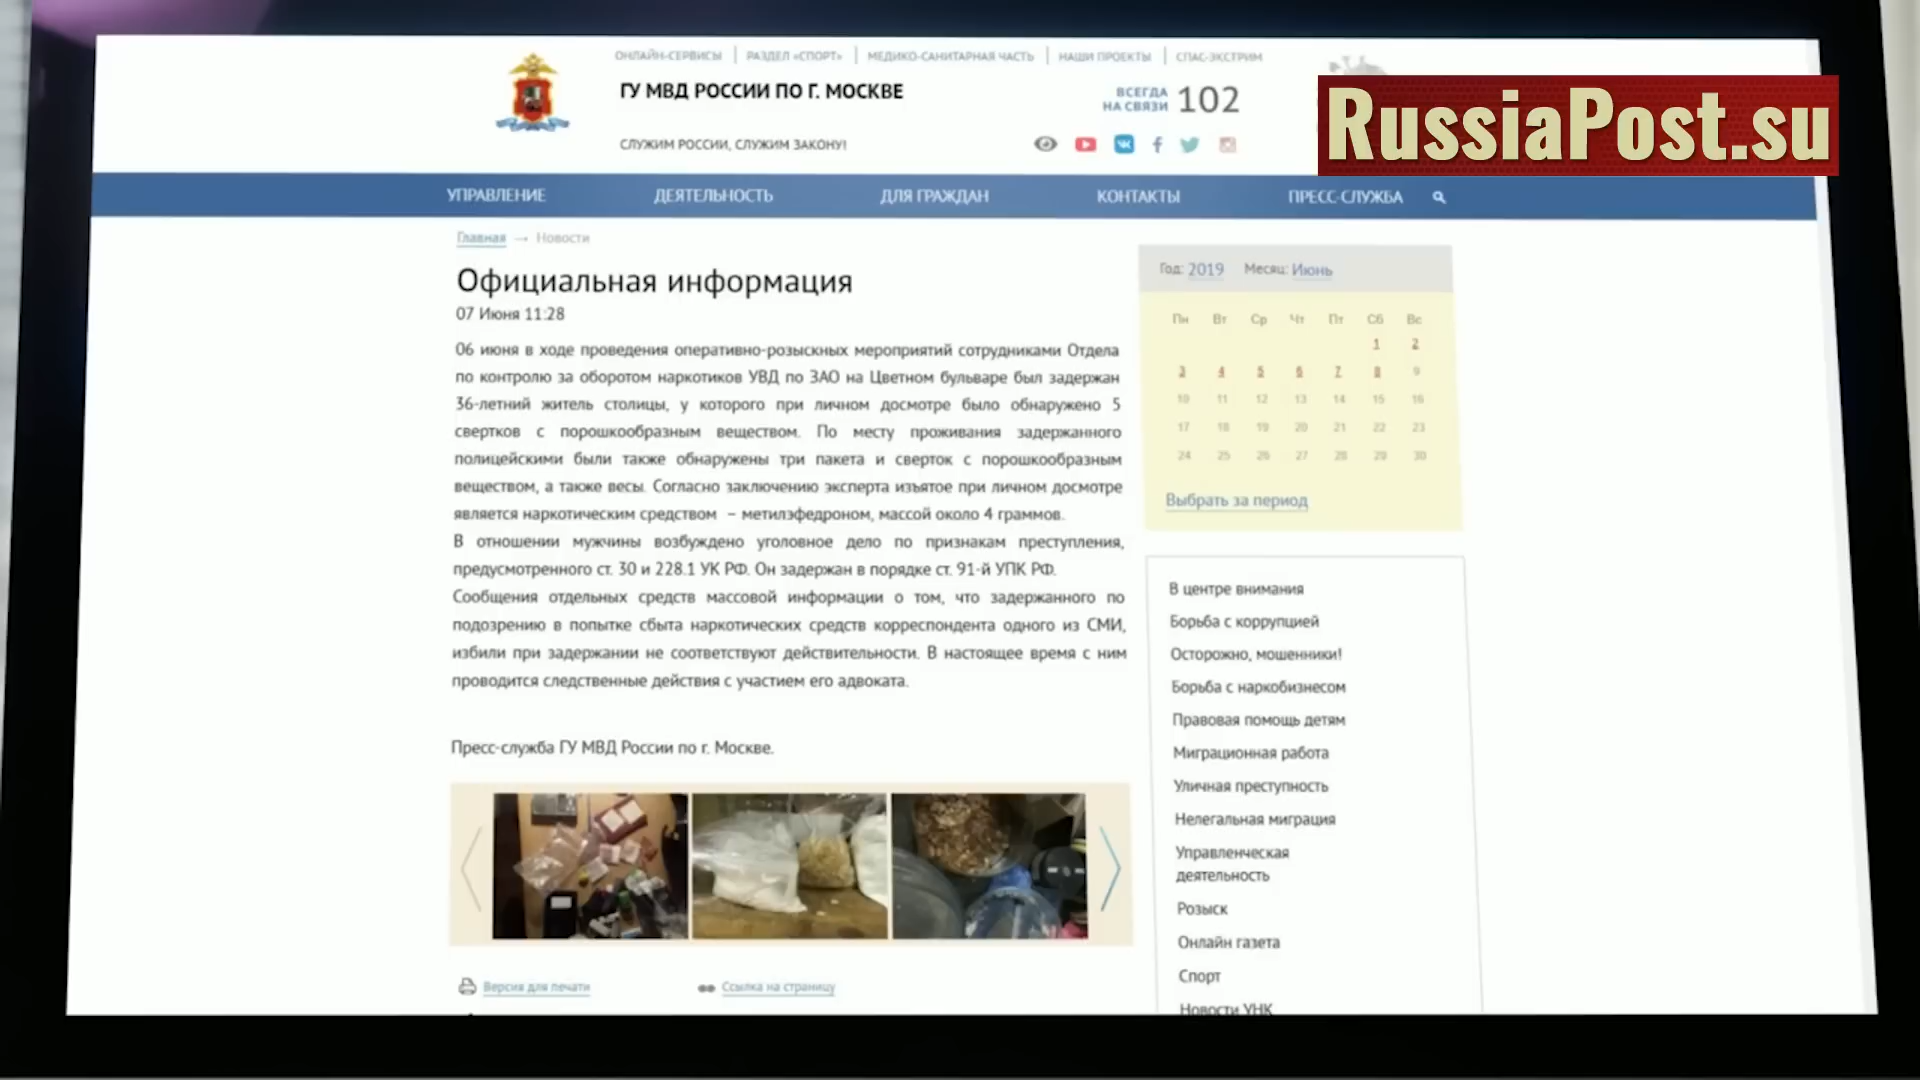 ОНЛАЙН-СЕРВИСЫ | РАЗДЕЛ «СПОРТ» | МЕДИКО-САНИТАРНАЯ ЧАСТЬ | НАШИ ПРОЕКТЫ | СПАС-ЭКСТРИМ
ГУ МВД РОССИИ ПО Г. МОСКВЕ
ВСЕГДА
НА СВЯЗИ 102
RussiaPost.su
СЛУЖИМ РОССИИ, СЛУЖИМ ЗАКОНУ!
УПРАВЛЕНИЕ ДЕЯТЕЛЬНОСТЬ ДЛЯ ГРАЖДАН КОНТАКТЫ ПРЕСС-СЛУЖБА
Главная → Новости
Официальная информация
07 Июня 11:28
06 июня в ходе проведения оперативно-розыскных мероприятий сотрудниками Отдела
по контролю за оборотом наркотиков УВД по ЗАО на Цветном бульваре был задержан
36-летний житель столицы, у которого при личном досмотре было обнаружено 5
свертков с порошкообразным веществом. По месту проживания задержанного
полицейскими были также обнаружены три пакета и сверток с порошкообразным
веществом, а также весы. Согласно заключению эксперта изъятое при личном досмотре
является наркотическим средством – метилэфедроном, массой около 4 граммов.
В отношении мужчины возбуждено уголовное дело по признакам преступления,
предусмотренного ст. 30 и 228.1 УК РФ. Он задержан в порядке ст. 91-й УПК РФ.
Сообщения отдельных средств массовой информации о том, что задержанного по
подозрению в попытке сбыта наркотических средств корреспондента одного из СМИ,
избили при задержании не соответствуют действительности. В настоящее время с ним
проводится следственные действия с участием его адвоката.
Пресс-служба ГУ МВД России по г. Москве.
Версия для печати Ссылка на страницу
Год: 2019 Месяц: Июнь
Пн Вт Ср Чт Пт Сб Вс
1 2
3 4 5 6 7 8 9
10 11 12 13 14 15 16
17 18 19 20 21 22 23
24 25 26 27 28 29 30
Выбрать за период
В центре внимания
Борьба с коррупцией
Осторожно, мошенники!
Борьба с наркобизнесом
Правовая помощь детям
Миграционная работа
Уличная преступность
Нелегальная миграция
Управленческая
деятельность
Розыск
Онлайн газета
Спорт
Новости УНК